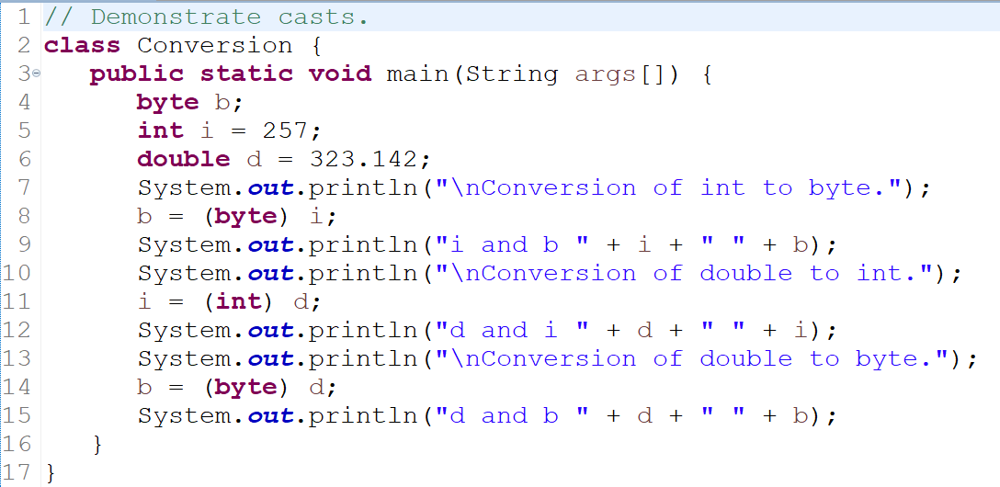 1 // Demonstrate casts.
2 class Conversion {
3 public static void main(String args[]) {
4 byte b;
5 int i = 257;
6 double d = 323.142;
7 System.out.println("\nConversion of int to byte.");
8 b = (byte) i;
9 System.out.println("i and b " + i + " " + b);
10 System.out.println("\nConversion of double to int.");
11 i = (int) d;
12 System.out.println("d and i " + d + " " + i);
13 System.out.println("\nConversion of double to byte.");
14 b = (byte) d;
15 System.out.println("d and b " + d + " " + b);
16 }
17 }